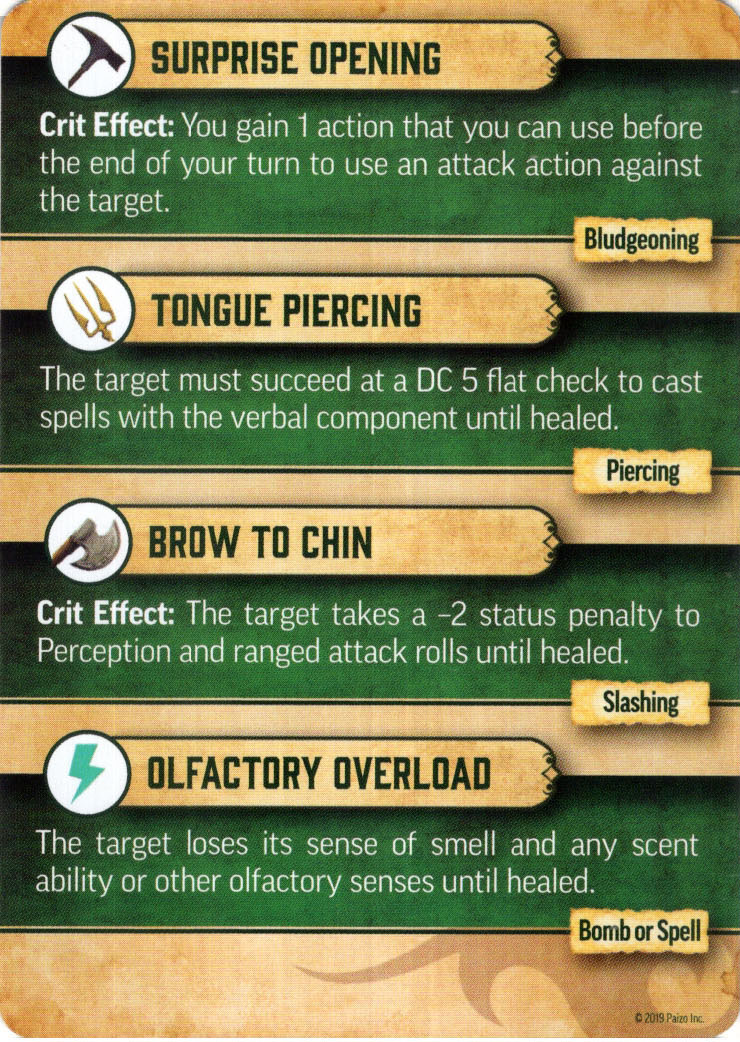 SURPRISE OPENING
Crit Effect: You gain 1 action that you can use before
the end of your turn to use an attack action against
the target.
Bludgeoning
TONGUE PIERCING
The target must succeed at a DC 5 flat check to cast
spells with the verbal component until healed.
Piercing
BROW TO CHIN
Crit Effect: The target takes a –2 status penalty to
Perception and ranged attack rolls until healed.
Slashing
OLFACTORY OVERLOAD
The target loses its sense of smell and any scent
ability or other olfactory senses until healed.
Bomb or Spell
© 2019 Paizo Inc.